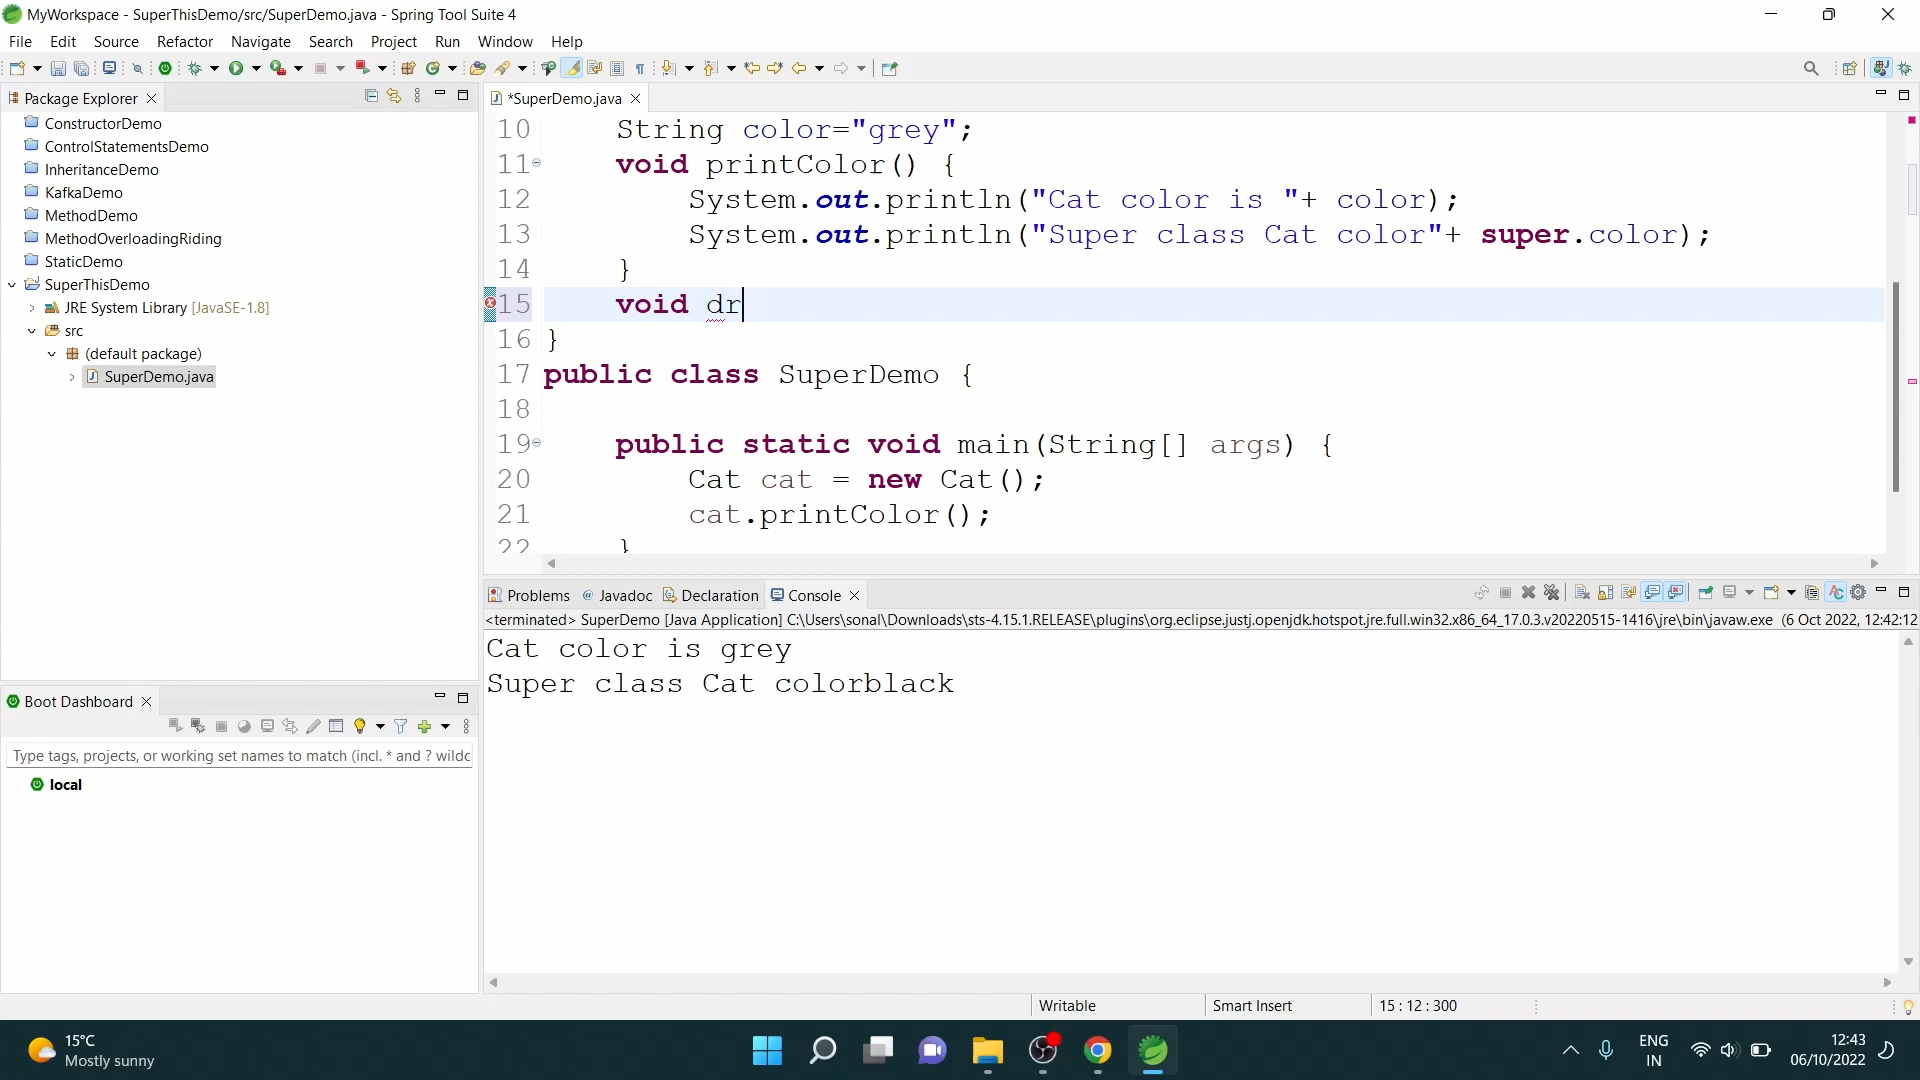 MyWorkspace - SuperThisDemo/src/SuperDemo.java - Spring Tool Suite 4
File Edit Source Refactor Navigate Search Project Run Window Help
Package Explorer
ConstructorDemo
ControlStatementsDemo
InheritanceDemo
KafkaDemo
MethodDemo
MethodOverloadingRiding
StaticDemo
SuperThisDemo
JRE System Library [JavaSE-1.8]
src
(default package)
SuperDemo.java
*SuperDemo.java
10 String color="grey";
11 void printColor() {
12 System.out.println("Cat color is "+ color);
13 System.out.println("Super class Cat color"+ super.color);
14 }
15 void dr
16 }
17 public class SuperDemo {
18
19 public static void main(String[] args) {
20 Cat cat = new Cat();
21 cat.printColor();
22 }
Problems @ Javadoc Declaration Console
<terminated> SuperDemo [Java Application] C:\Users\sonal\Downloads\sts-4.15.1.RELEASE\plugins\org.eclipse.justj.openjdk.hotspot.jre.full.win32.x86_64_17.0.3.v20220515-1416\jre\bin\javaw.exe (6 Oct 2022, 12:42:12
Cat color is grey
Super class Cat colorblack
Boot Dashboard
Type tags, projects, or working set names to match (incl. * and ? wildc
local
Writable Smart Insert 15 : 12 : 300
15°C
Mostly sunny
ENG
IN
12:43
06/10/2022